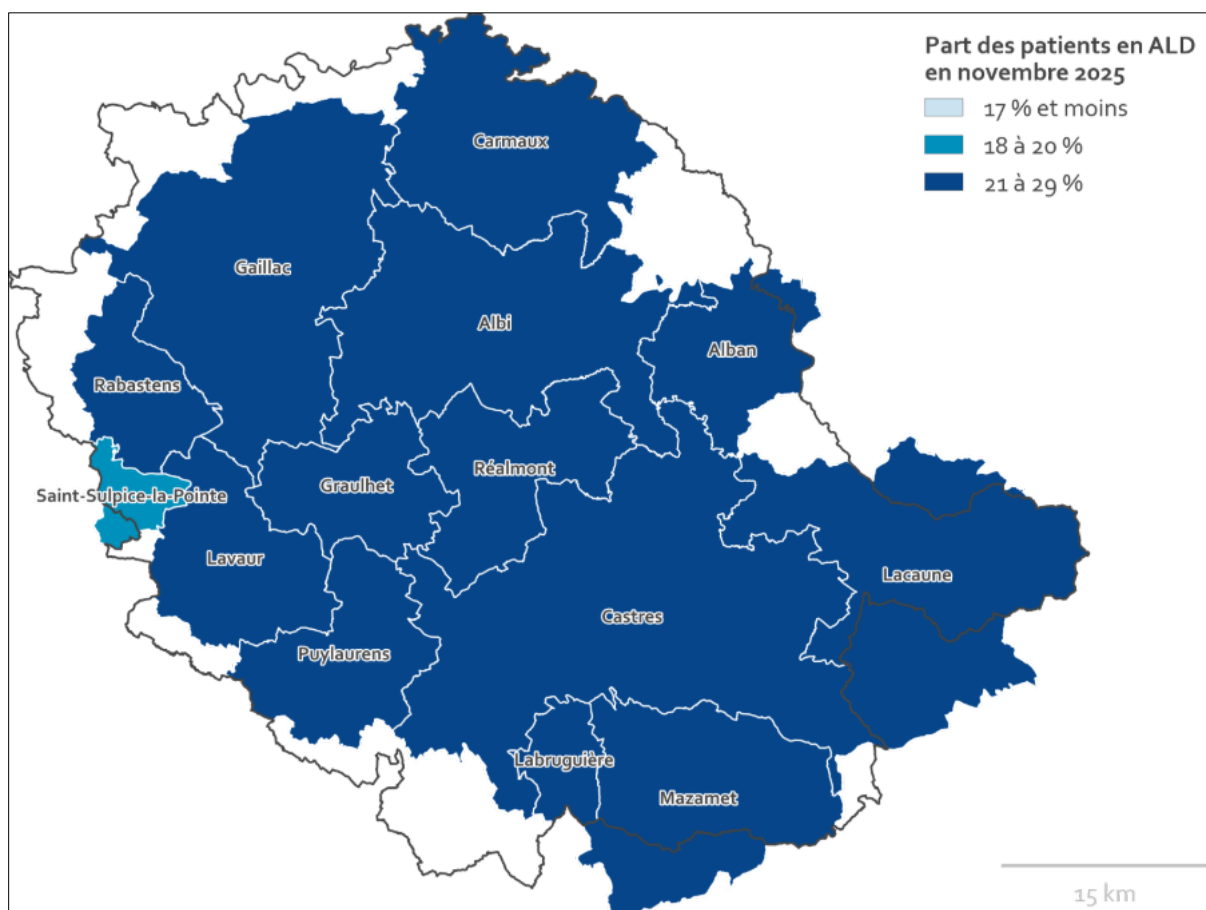 Part des patients en ALD
en novembre 2025
17 % et moins
18 à 20 %
21 à 29 %
Carmaux
Gaillac
Albi
Alban
Rabastens
Réalmont
Graulhet
Saint-Sulpice-la-Pointe
Lavaur
Lacaune
Castres
Puylaurens
Labruguière
Mazamet
15 km